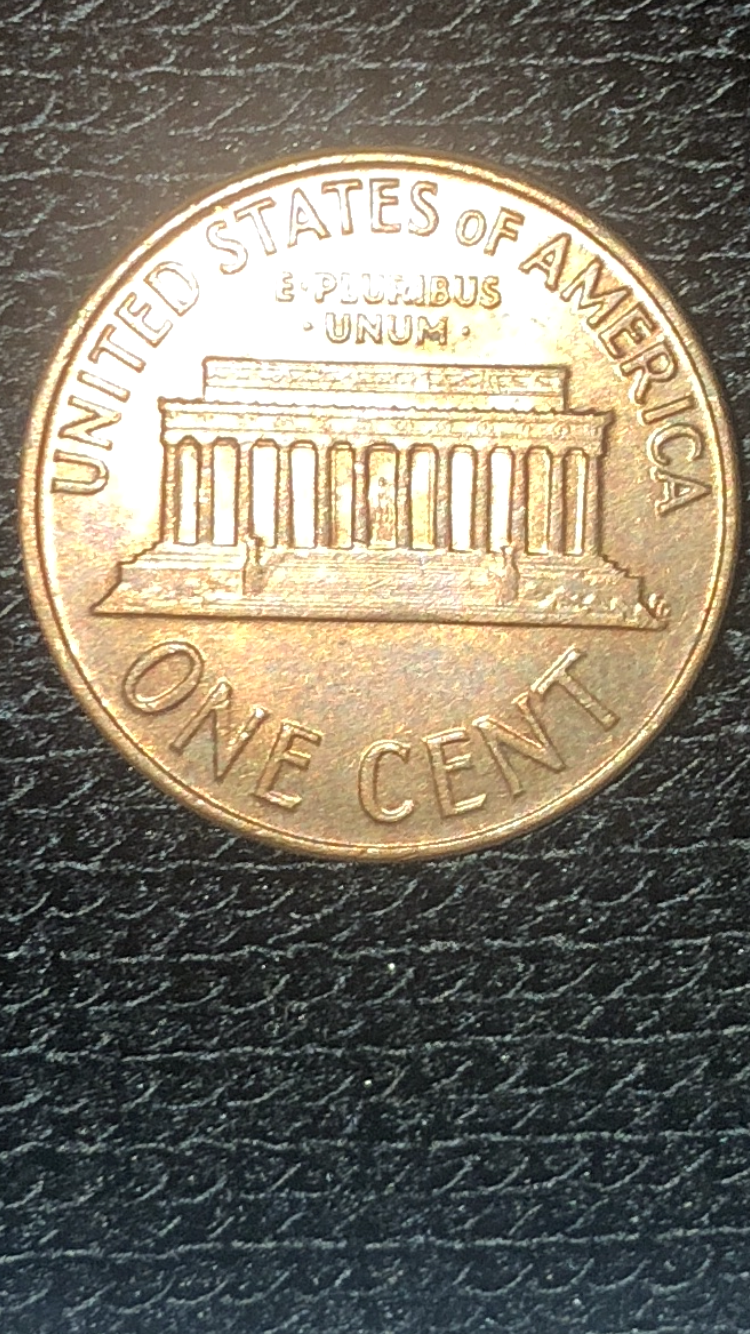 UNITED STATES OF AMERICA
E·PLURIBUS
·UNUM·
ONE CENT